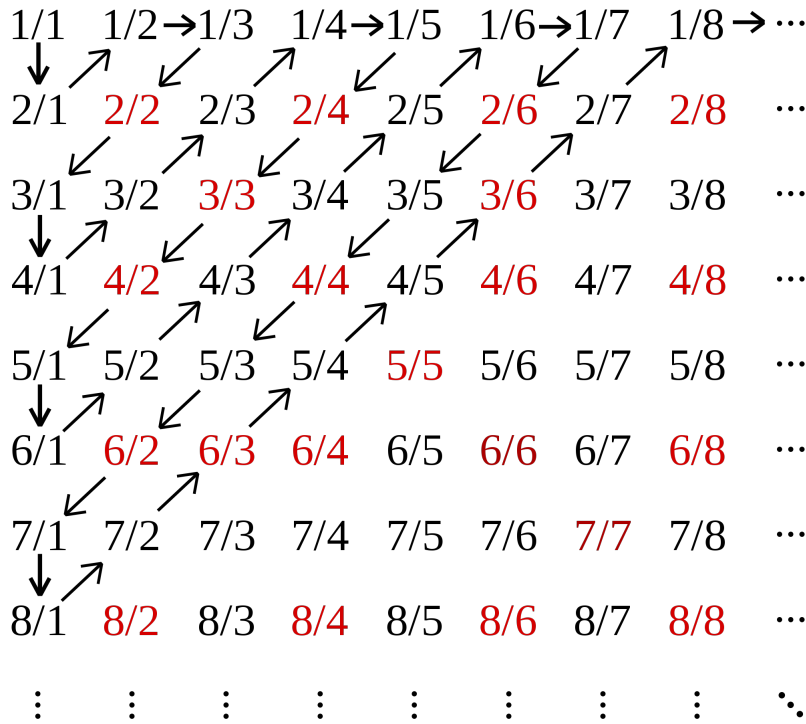 1/1 1/2 1/3 1/4 1/5 1/6 1/7 1/8 ⋯
2/1 2/2 2/3 2/4 2/5 2/6 2/7 2/8 ⋯
3/1 3/2 3/3 3/4 3/5 3/6 3/7 3/8 ⋯
4/1 4/2 4/3 4/4 4/5 4/6 4/7 4/8 ⋯
5/1 5/2 5/3 5/4 5/5 5/6 5/7 5/8 ⋯
6/1 6/2 6/3 6/4 6/5 6/6 6/7 6/8 ⋯
7/1 7/2 7/3 7/4 7/5 7/6 7/7 7/8 ⋯
8/1 8/2 8/3 8/4 8/5 8/6 8/7 8/8 ⋯
⋮ ⋮ ⋮ ⋮ ⋮ ⋮ ⋮ ⋮ ⋱